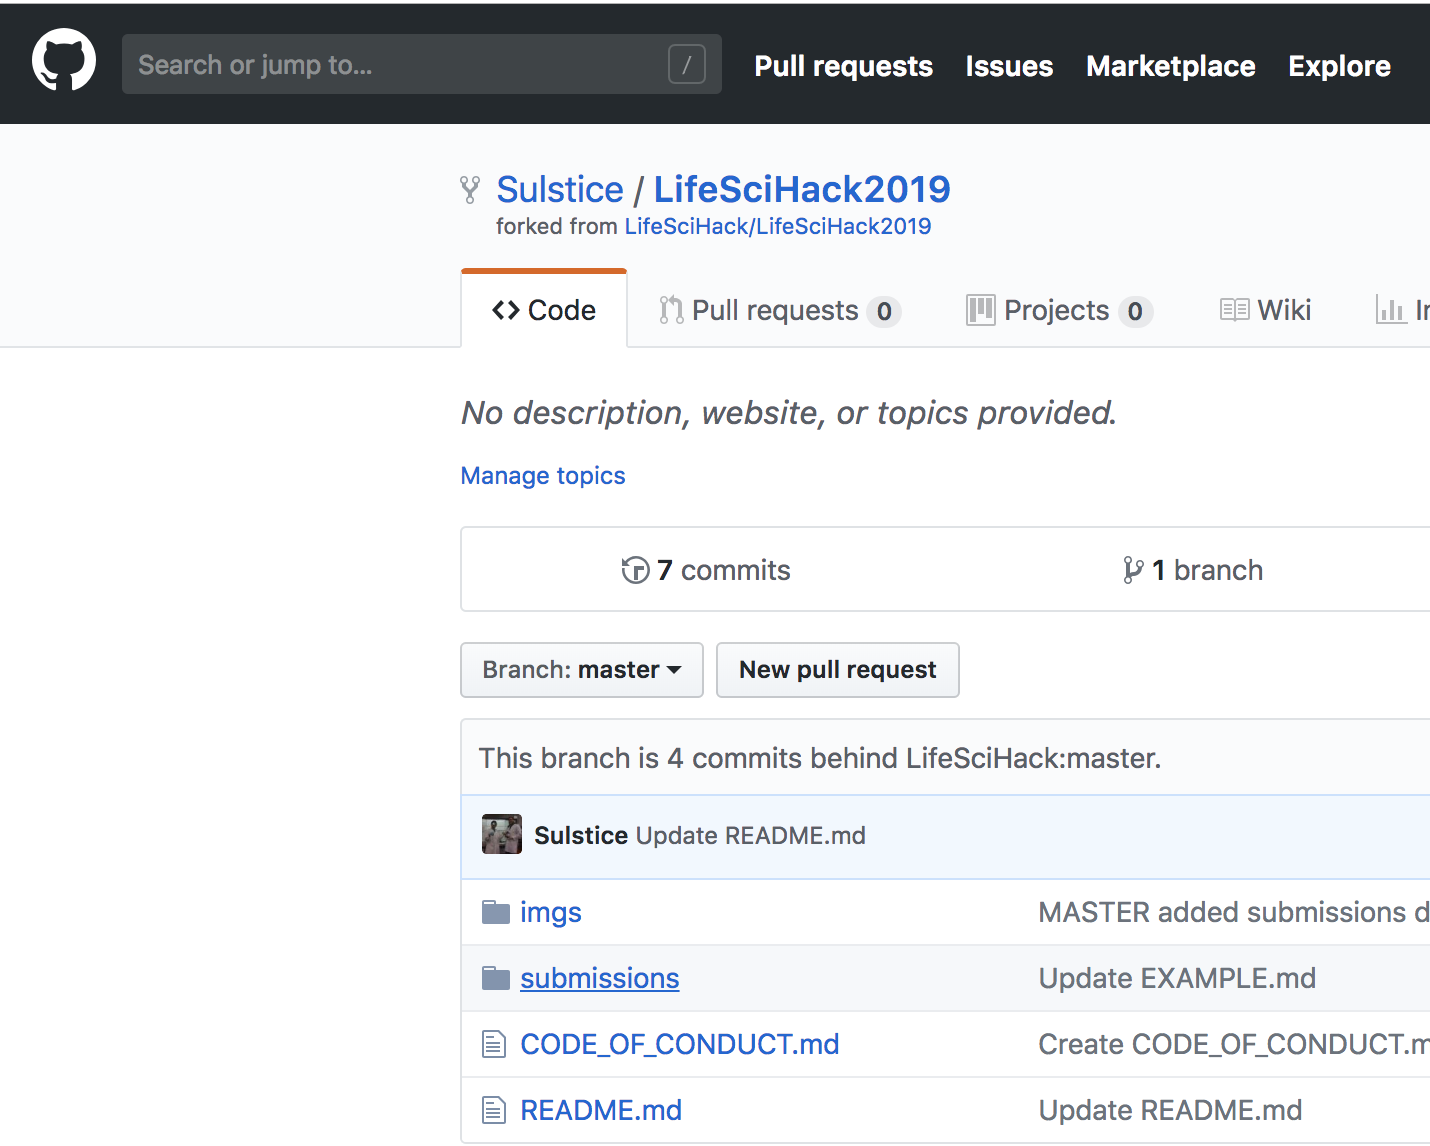 Search or jump to... /
Pull requests Issues Marketplace Explore
Sulstice / LifeSciHack2019
forked from LifeSciHack/LifeSciHack2019
Code Pull requests 0 Projects 0 Wiki
No description, website, or topics provided.
Manage topics
7 commits 1 branch
Branch: master New pull request
This branch is 4 commits behind LifeSciHack:master.
Sulstice Update README.md
imgs MASTER added submissions d
submissions Update EXAMPLE.md
CODE_OF_CONDUCT.md Create CODE_OF_CONDUCT.m
README.md Update README.md